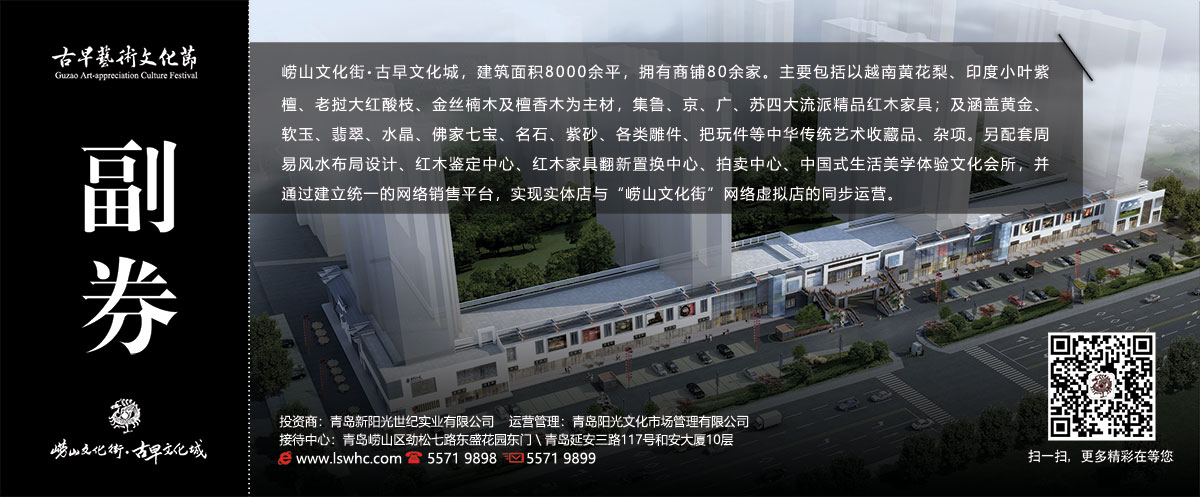 古早藝術文化節
Guzao Art-appreciation Culture Festival
副
券
崂山文化街·古早文化城
崂山文化街·古早文化城，建筑面积8000余平，拥有商铺80余家。主要包括以越南黄花梨、印度小叶紫
檀、老挝大红酸枝、金丝楠木及檀香木为主材，集鲁、京、广、苏四大流派精品红木家具；及涵盖黄金、
软玉、翡翠、水晶、佛家七宝、名石、紫砂、各类雕件、把玩件等中华传统艺术收藏品、杂项。另配套周
易风水布局设计、红木鉴定中心、红木家具翻新置换中心、拍卖中心、中国式生活美学体验文化会所，并
通过建立统一的网络销售平台，实现实体店与“崂山文化街”网络虚拟店的同步运营。
投资商：青岛新阳光世纪实业有限公司 运营管理：青岛阳光文化市场管理有限公司
接待中心：青岛崂山区劲松七路东盛花园东门 \ 青岛延安三路117号和安大厦10层
www.lswhc.com 5571 9898 5571 9899
扫一扫，更多精彩在等您